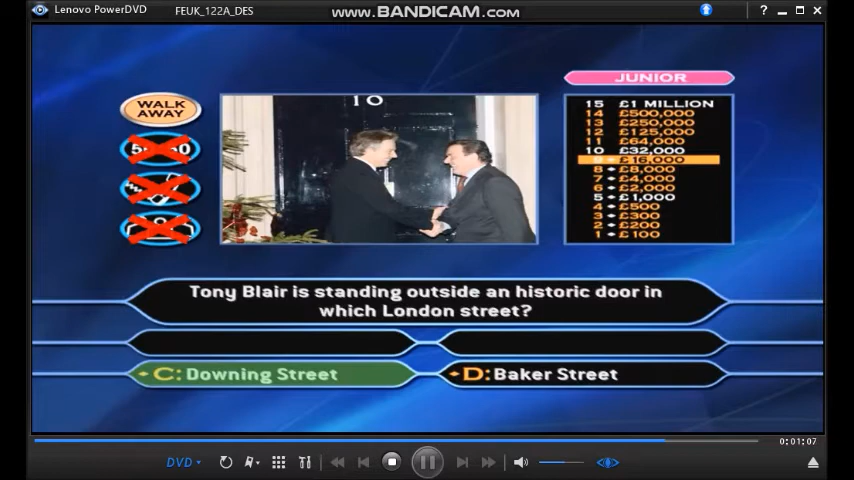 Lenovo PowerDVD
FEUK_122A_DES
www.BANDICAM.com
?
JUNIOR
WALK
AWAY
10
15 £1 MILLION
14 £500,000
13 £250,000
12 £125,000
11 £64,000
10 £32,000
9 £16,000
8 £8,000
7 £4,000
6 £2,000
5 £1,000
4 £500
3 £300
2 £200
1 £100
Tony Blair is standing outside an historic door in
which London street?
C: Downing Street
D: Baker Street
0:01:07
DVD